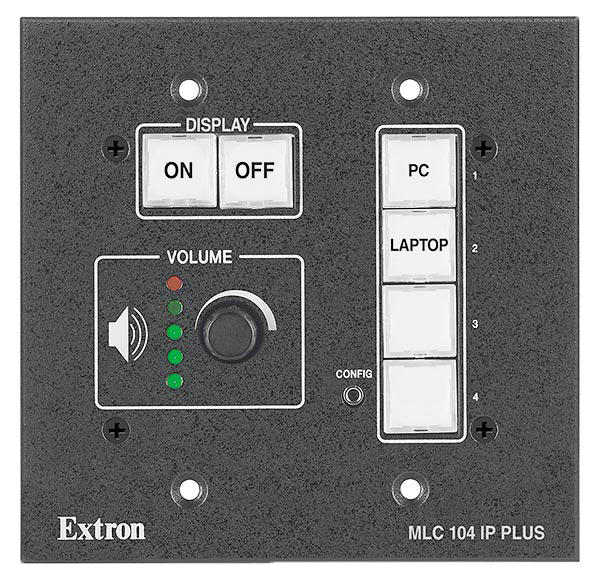 DISPLAY
ON OFF
PC 1
LAPTOP 2
VOLUME
3
CONFIG
4
Extron MLC 104 IP PLUS